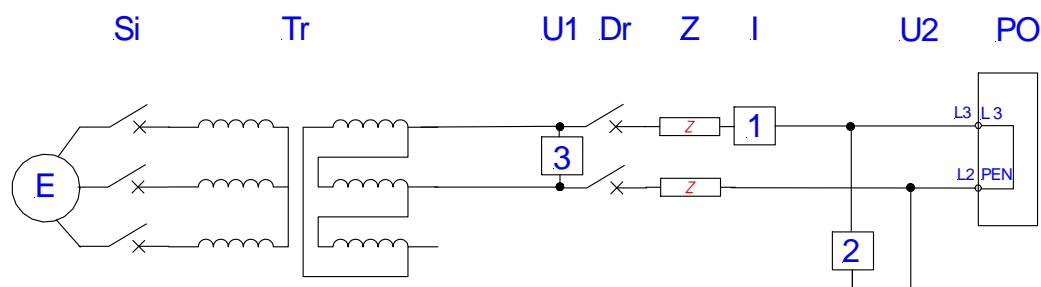 Si Tr U1 Dr Z I U2 PO
Z 1 L3 L 3
3
E Z L2 PEN
2